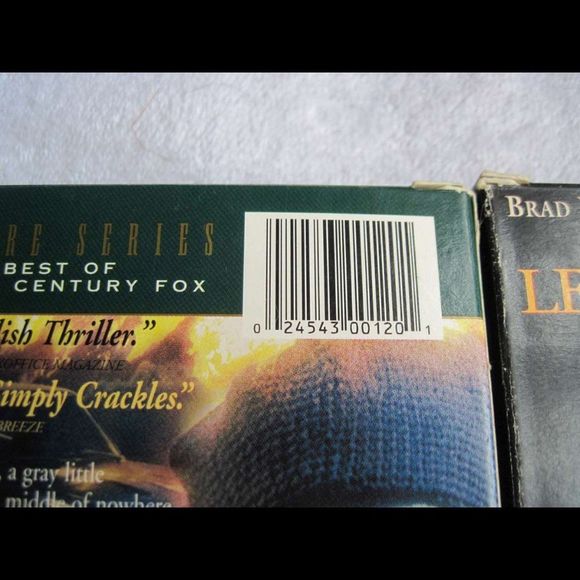 RE SERIES
BEST OF
CENTURY FOX
0 24543 00120 1
lish Thriller."
OFFICE MAGAZINE
Simply Crackles."
BREEZE
, a gray little
middle of nowhere
BRAD
LE